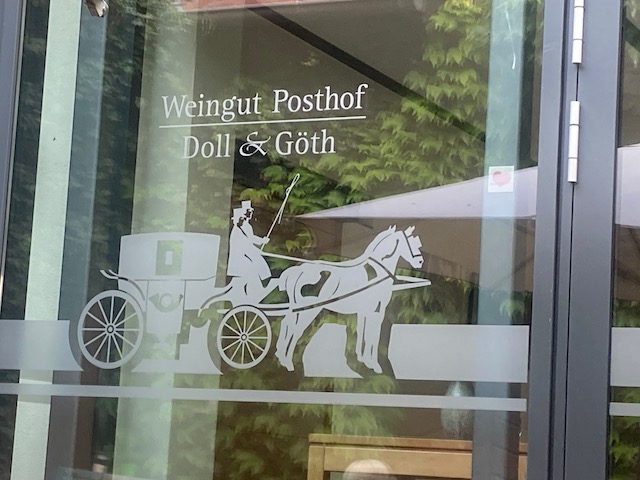 Weingut Posthof
Doll & Göth